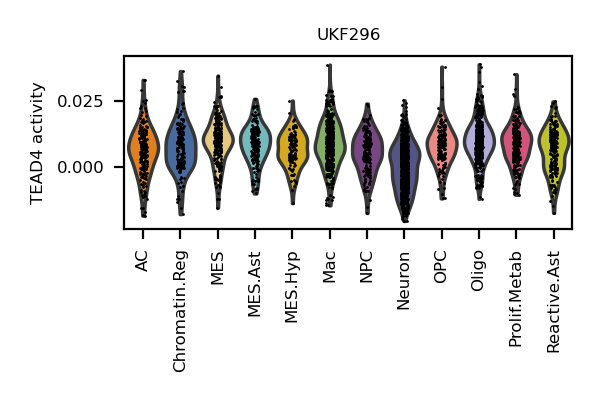 UKF296
TEAD4 activity
0.025
0.000
AC
Chromatin.Reg
MES
MES.Ast
MES.Hyp
Mac
NPC
Neuron
OPC
Oligo
Prolif.Metab
Reactive.Ast